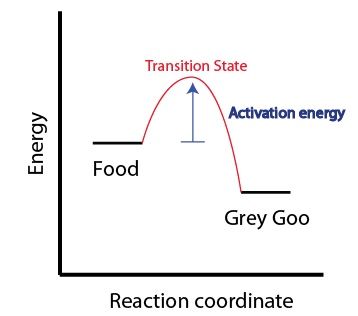 Transition State
Activation energy
Energy
Food
Grey Goo
Reaction coordinate